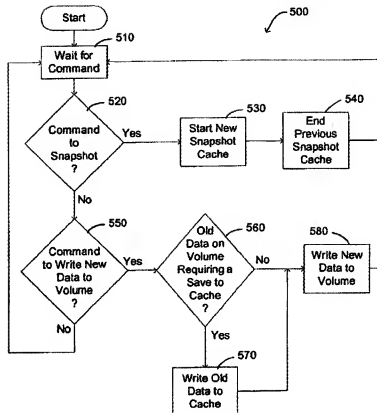 500
Start
510
Wait for
Command
520
Command
to
Snapshot
?
Yes
No
530
Start New
Snapshot
Cache
540
End
Previous
Snapshot
Cache
550
Command
to Write New
Data to
Volume
?
Yes
No
560
Old
Data on
Volume
Requiring a
Save to
Cache
?
No
Yes
580
Write New
Data to
Volume
570
Write Old
Data to
Cache